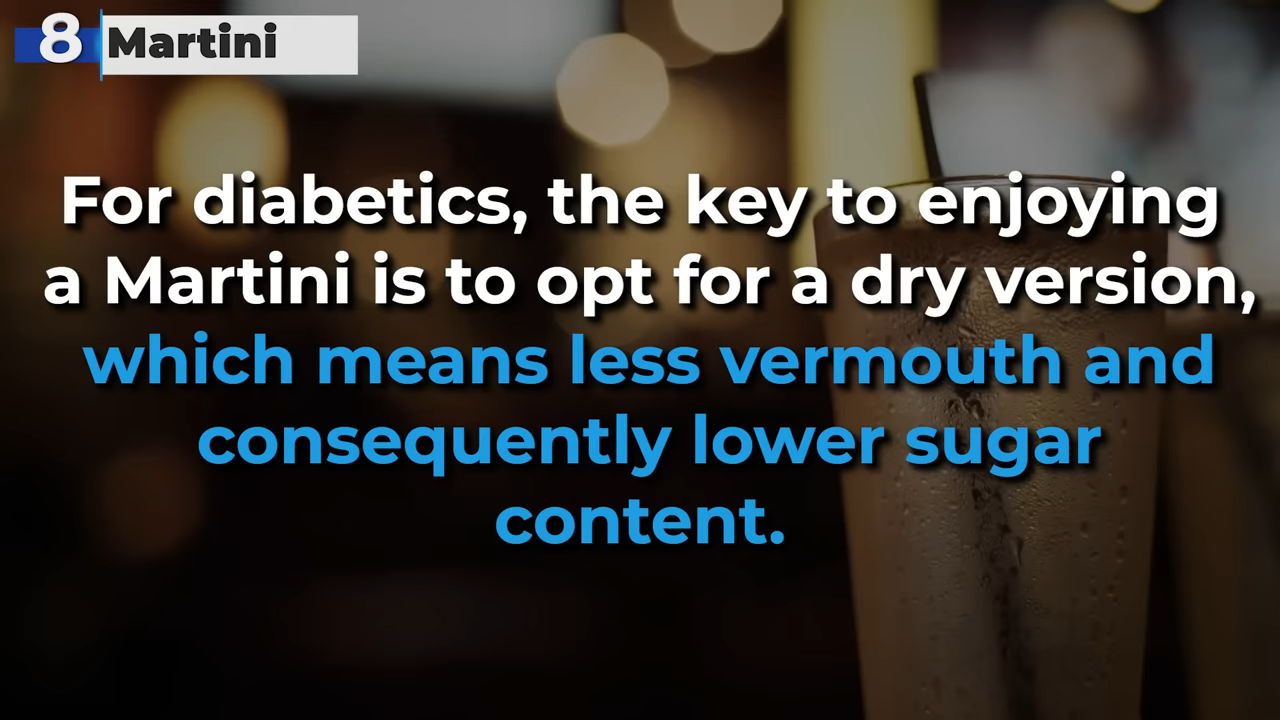 8 Martini
For diabetics, the key to enjoying
a Martini is to opt for a dry version,
which means less vermouth and
consequently lower sugar
content.